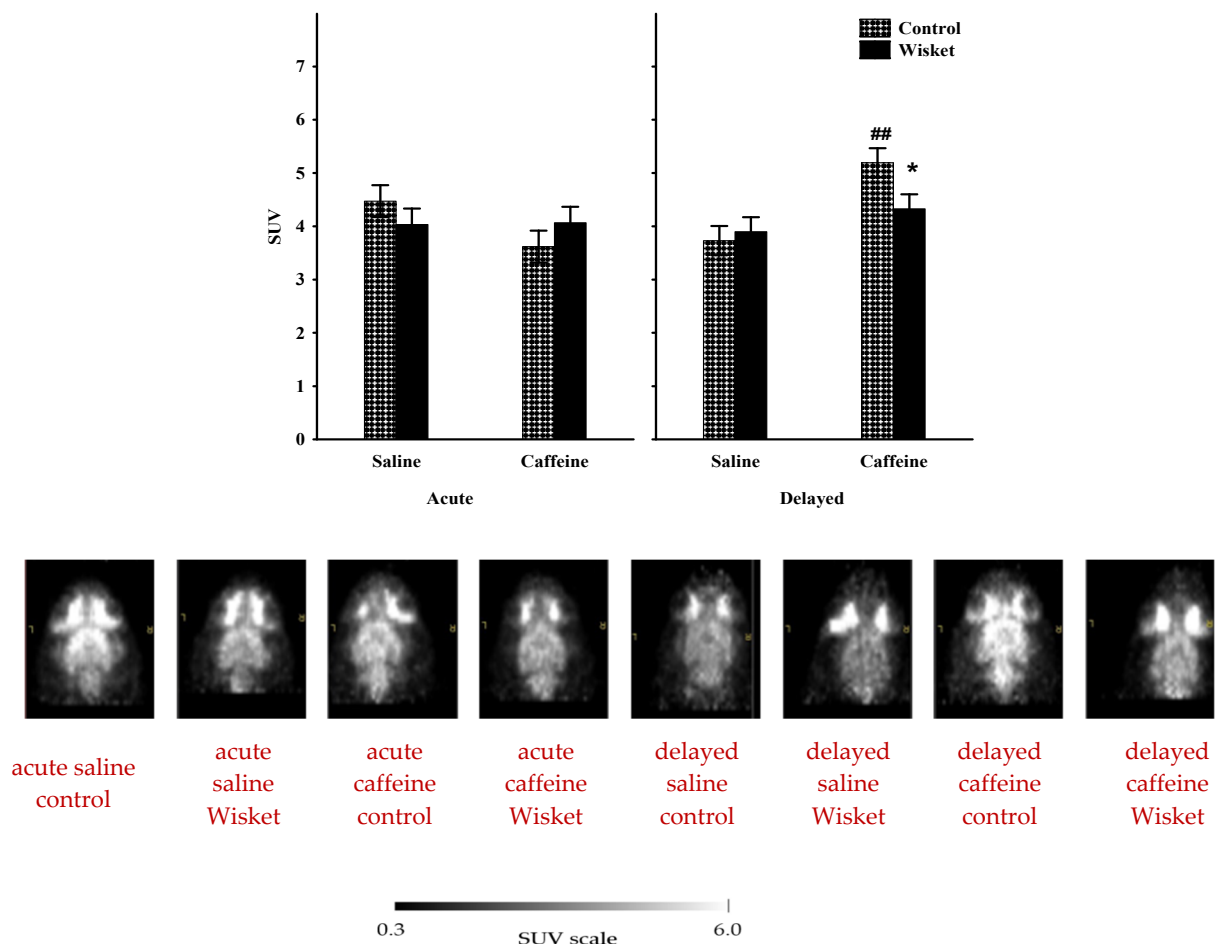 Control
Wisket
7
6
5
4
3
2
1
0
SUV
##
*
Saline Caffeine Saline Caffeine
Acute Delayed
L R L R L R L R L R L R L R L R
acute saline control
acute saline Wisket
acute caffeine control
acute caffeine Wisket
delayed saline control
delayed saline Wisket
delayed caffeine control
delayed caffeine Wisket
0.3 6.0
SUV scale